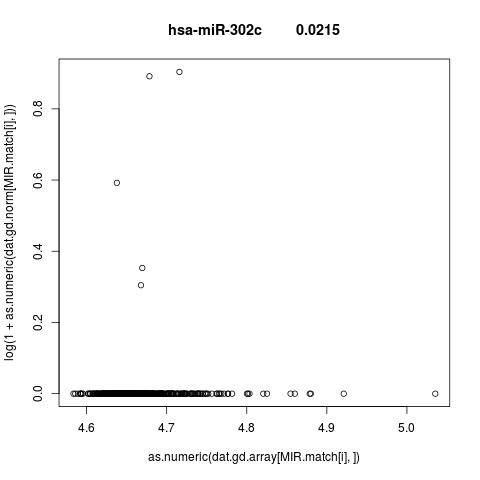 hsa-miR-302c 0.0215
log(1 + as.numeric(dat.gd.norm[MIR.match[i], ]))
0.8
0.6
0.4
0.2
0.0
4.6 4.7 4.8 4.9 5.0
as.numeric(dat.gd.array[MIR.match[i], ])